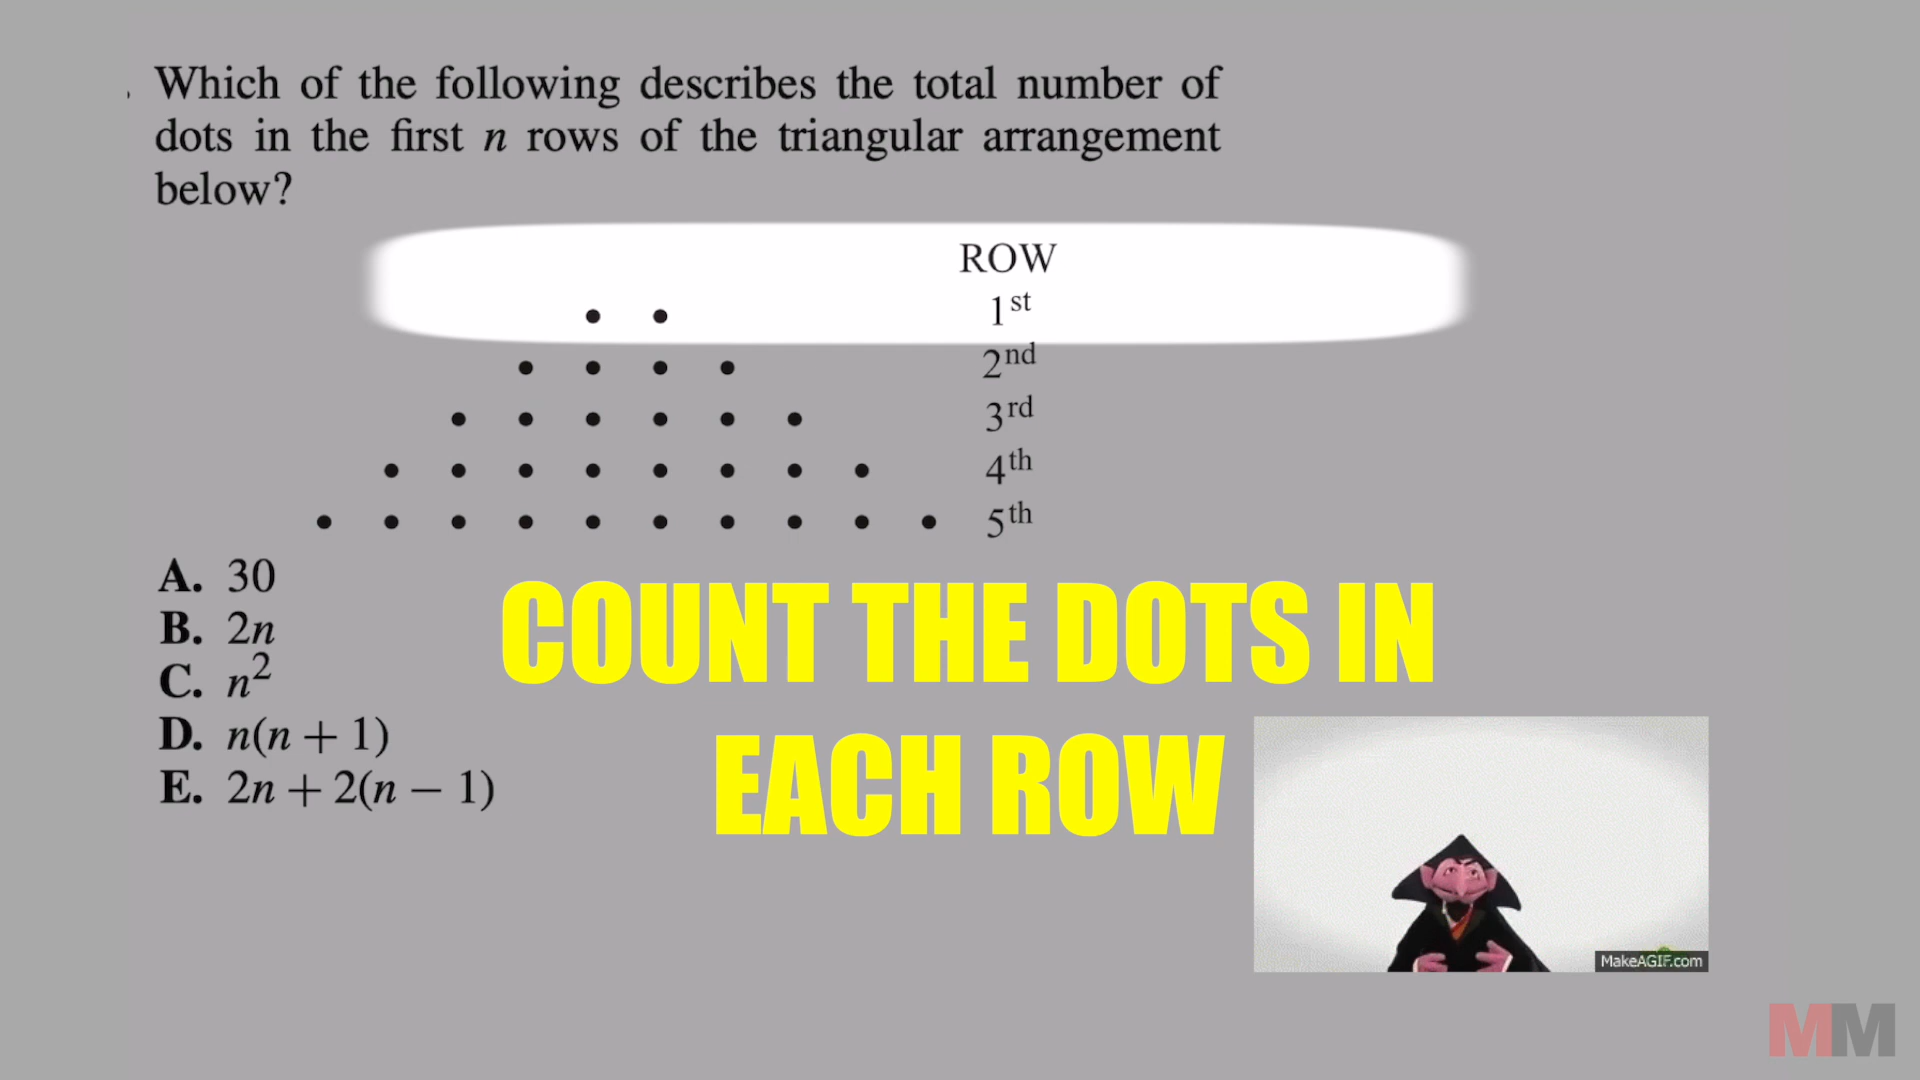 Which of the following describes the total number of
dots in the first n rows of the triangular arrangement
below?
ROW
1st
2nd
3rd
4th
5th
A. 30
B. 2n
C. n²
D. n(n + 1)
E. 2n + 2(n − 1)
COUNT THE DOTS IN
EACH ROW
MakeAGIF.com
MM